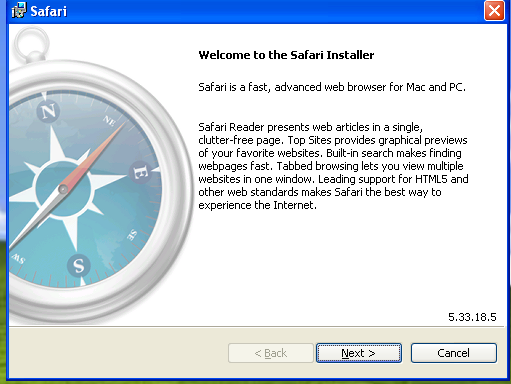 Safari
Welcome to the Safari Installer
Safari is a fast, advanced web browser for Mac and PC.
Safari Reader presents web articles in a single,
clutter-free page. Top Sites provides graphical previews
of your favorite websites. Built-in search makes finding
webpages fast. Tabbed browsing lets you view multiple
websites in one window. Leading support for HTML5 and
other web standards makes Safari the best way to
experience the Internet.
N
NE
E
SE
S
SW
5.33.18.5
< Back
Next >
Cancel